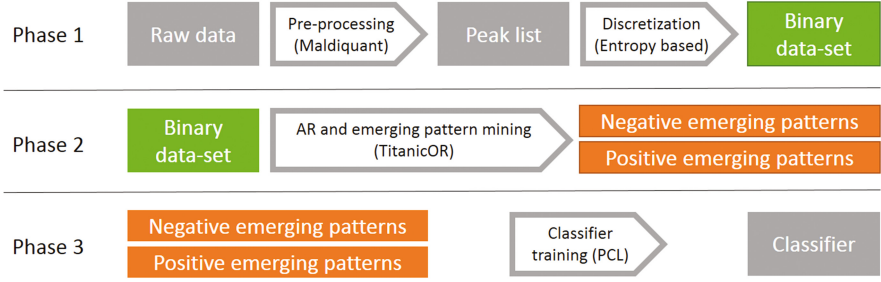 Phase 1
Raw data
Pre-processing
(Maldiquant)
Peak list
Discretization
(Entropy based)
Binary
data-set
Phase 2
Binary
data-set
AR and emerging pattern mining
(TitanicOR)
Negative emerging patterns
Positive emerging patterns
Phase 3
Negative emerging patterns
Positive emerging patterns
Classifier
training (PCL)
Classifier